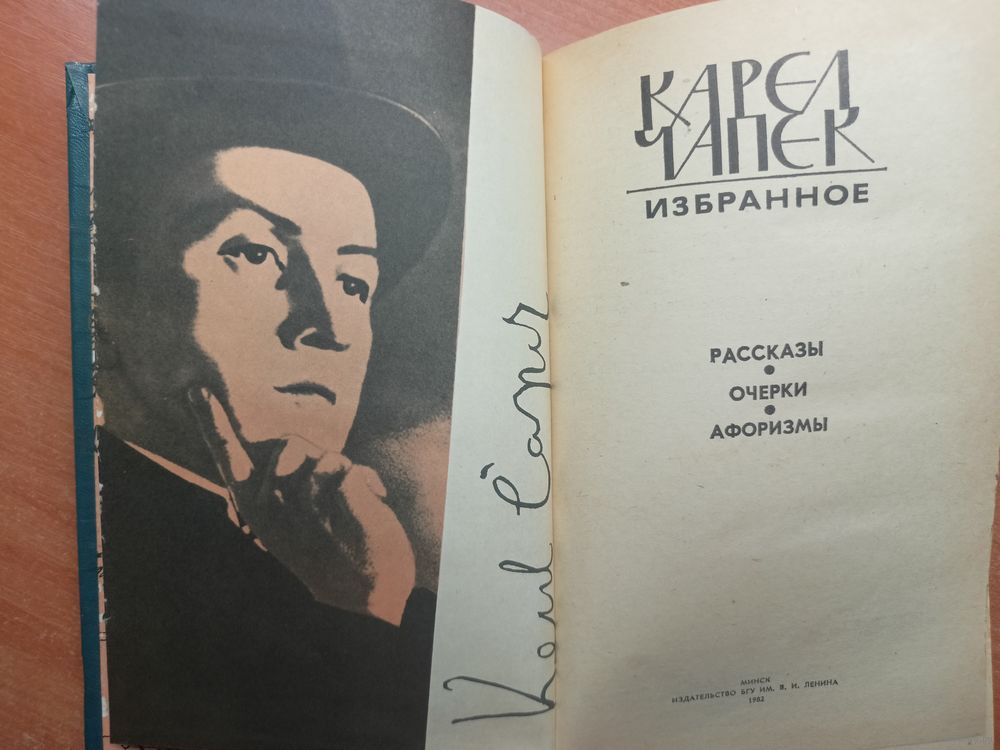 Karel Čapek
КАРЕЛ
ЧАПЕК
ИЗБРАННОЕ
РАССКАЗЫ
•
ОЧЕРКИ
•
АФОРИЗМЫ
МИНСК
ИЗДАТЕЛЬСТВО БГУ ИМ. В. И. ЛЕНИНА
1982